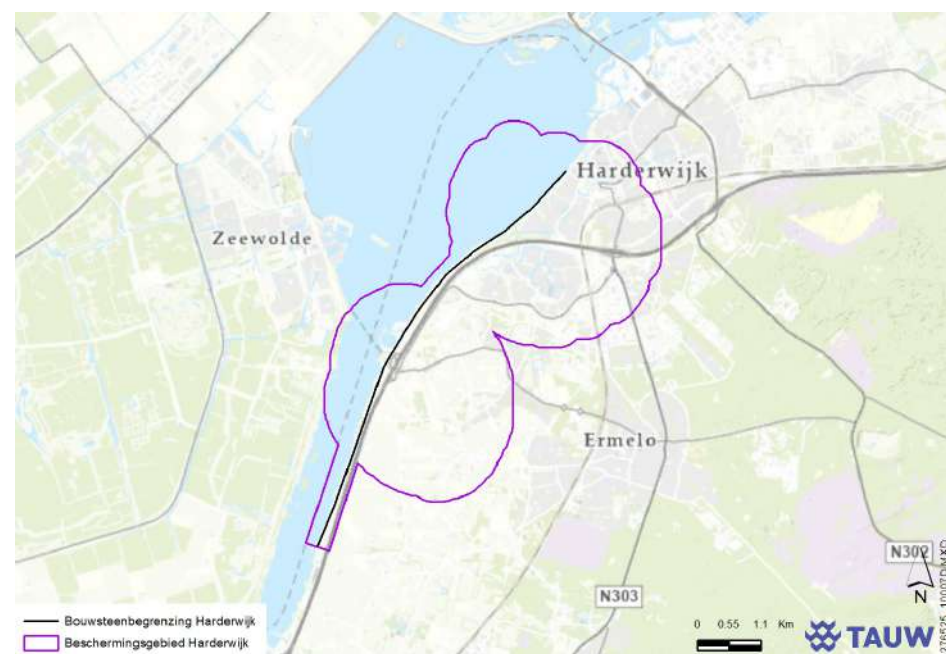 Harderwijk
Zeewolde
Ermelo
N302
N303
N
Bouwsteenbegrenzing Harderwijk
Beschermingsgebied Harderwijk
0 0.55 1.1 Km
TAUW